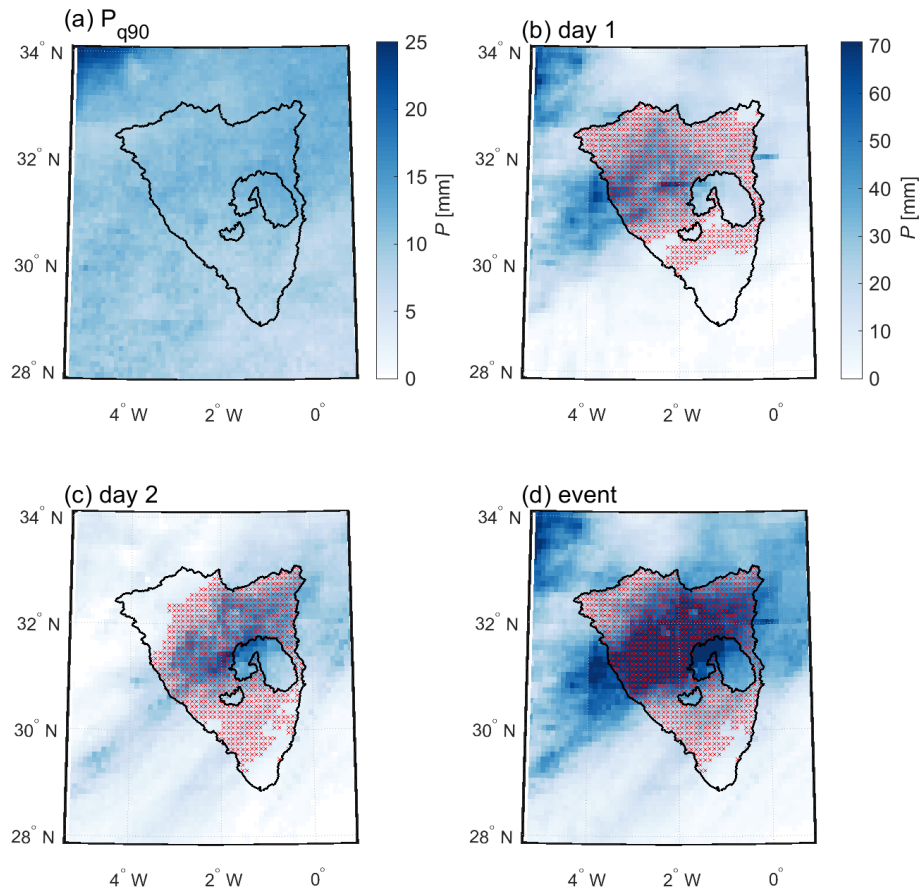 (a) P_q90
34° N
32° N
30° N
28° N
4° W
2° W
0°
25
20
15
10
5
0
P [mm]
(b) day 1
34° N
32° N
30° N
28° N
4° W
2° W
0°
70
60
50
40
30
20
10
0
P [mm]
(c) day 2
34° N
32° N
30° N
28° N
4° W
2° W
0°
(d) event
34° N
32° N
30° N
28° N
4° W
2° W
0°